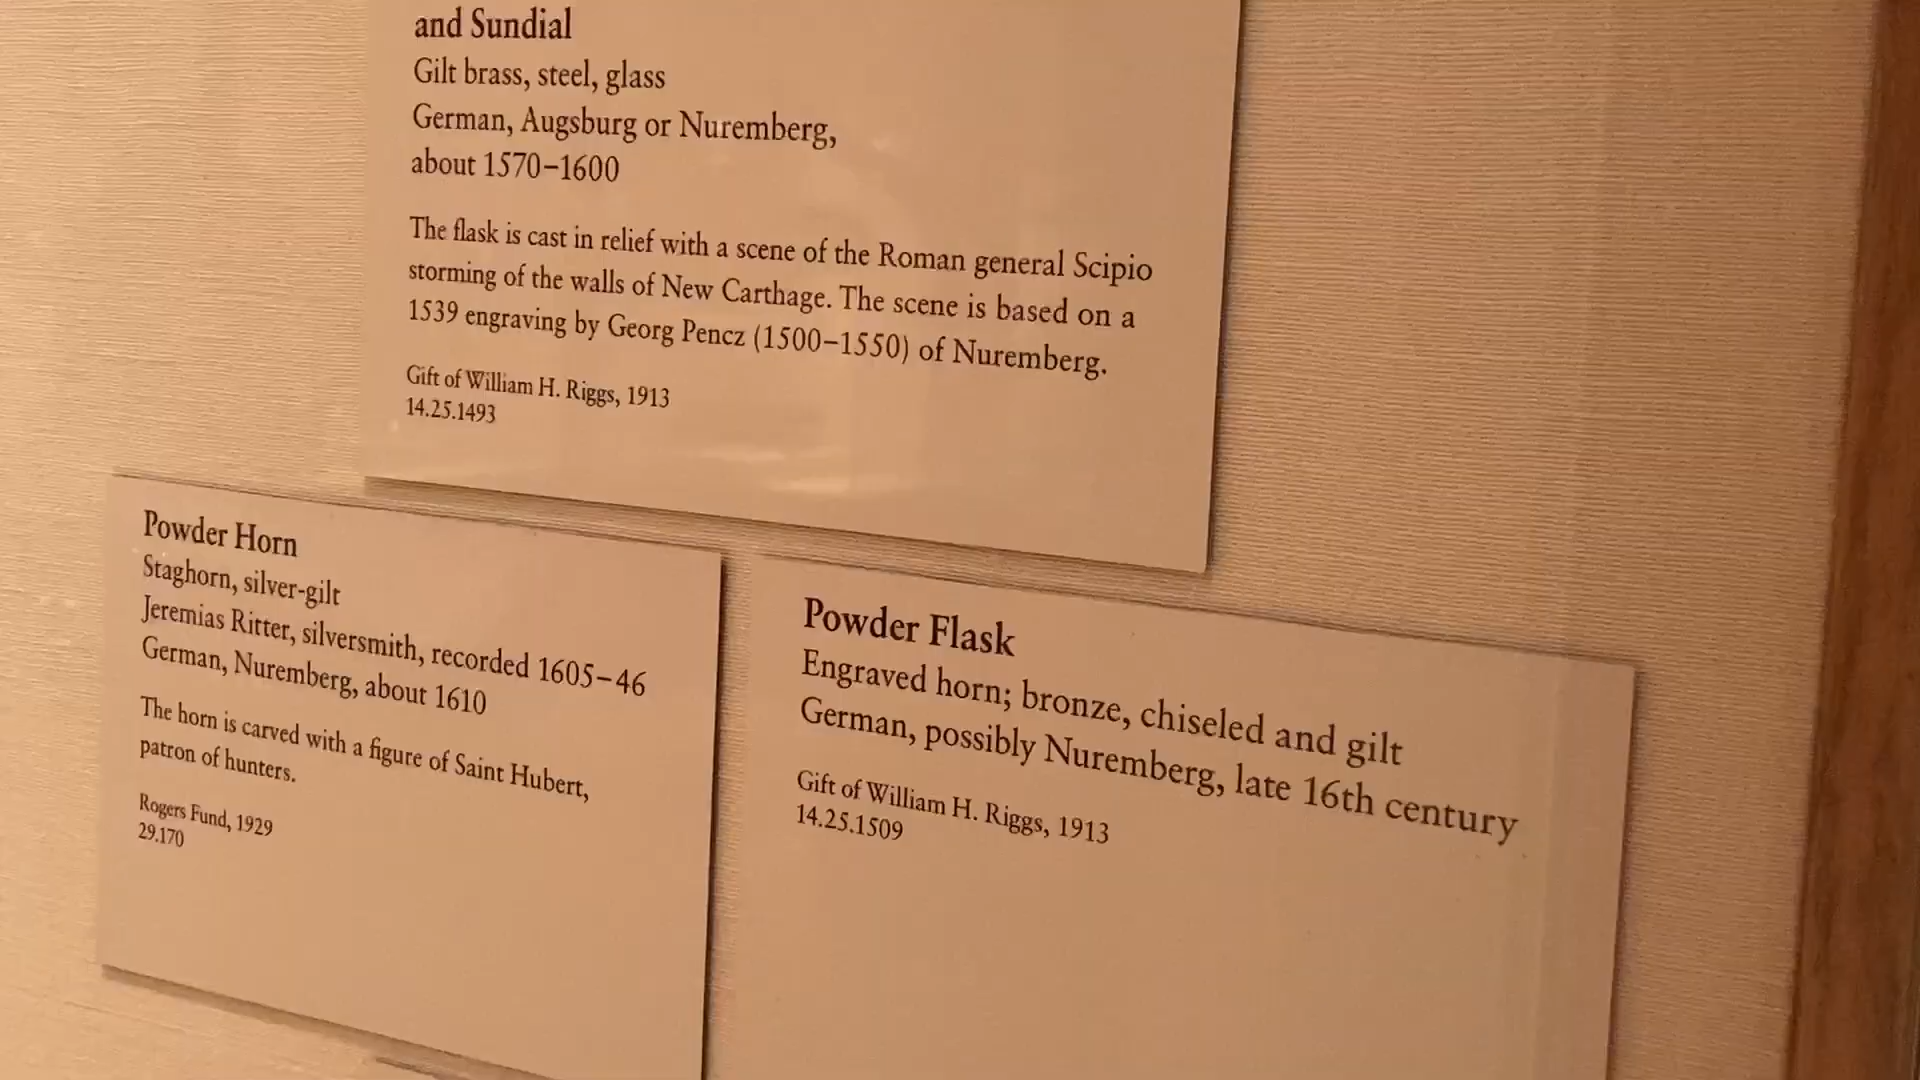 and Sundial
Gilt brass, steel, glass
German, Augsburg or Nuremberg,
about 1570–1600
The flask is cast in relief with a scene of the Roman general Scipio
storming of the walls of New Carthage. The scene is based on a
1539 engraving by Georg Pencz (1500–1550) of Nuremberg.
Gift of William H. Riggs, 1913
14.25.1493
Powder Horn
Staghorn, silver-gilt
Jeremias Ritter, silversmith, recorded 1605–46
German, Nuremberg, about 1610
The horn is carved with a figure of Saint Hubert,
patron of hunters.
Rogers Fund, 1929
29.170
Powder Flask
Engraved horn; bronze, chiseled and gilt
German, possibly Nuremberg, late 16th century
Gift of William H. Riggs, 1913
14.25.1509